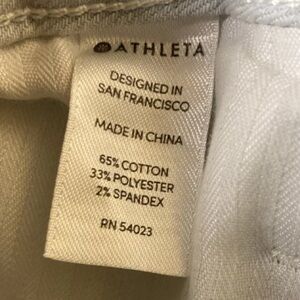 ATHLETA
DESIGNED IN
SAN FRANCISCO
MADE IN CHINA
65% COTTON
33% POLYESTER
2% SPANDEX
RN 54023